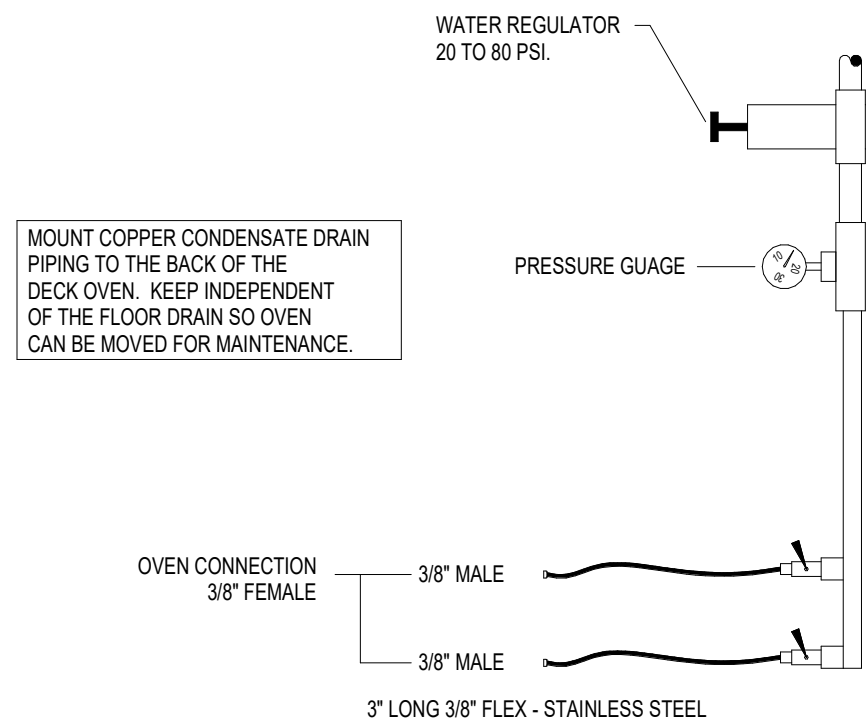 WATER REGULATOR
20 TO 80 PSI.
MOUNT COPPER CONDENSATE DRAIN
PIPING TO THE BACK OF THE
DECK OVEN. KEEP INDEPENDENT
OF THE FLOOR DRAIN SO OVEN
CAN BE MOVED FOR MAINTENANCE.
PRESSURE GUAGE
10
20
30
OVEN CONNECTION
3/8" FEMALE
3/8" MALE
3/8" MALE
3" LONG 3/8" FLEX - STAINLESS STEEL